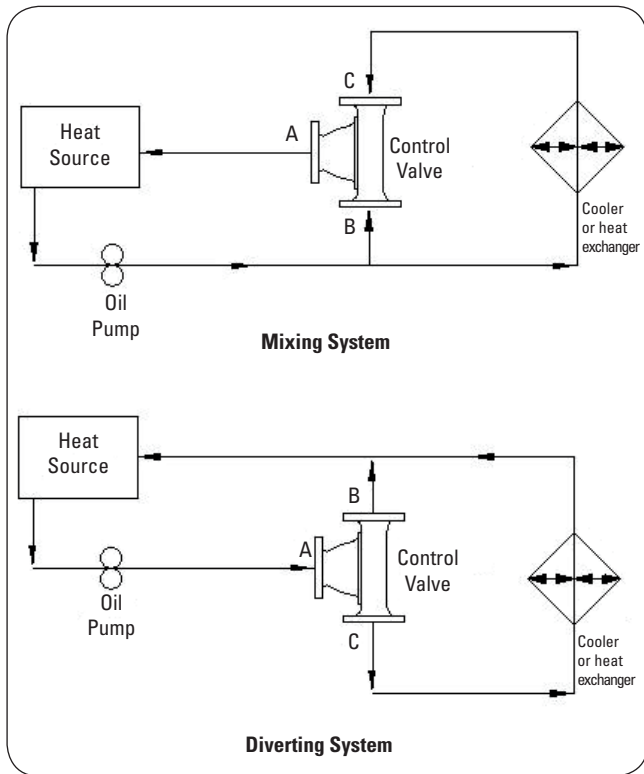 C
Heat
Source
A
Control
Valve
B
Cooler
or heat
exchanger
Oil
Pump
Mixing System
Heat
Source
B
A
Control
Valve
Oil
Pump
C
Cooler
or heat
exchanger
Diverting System